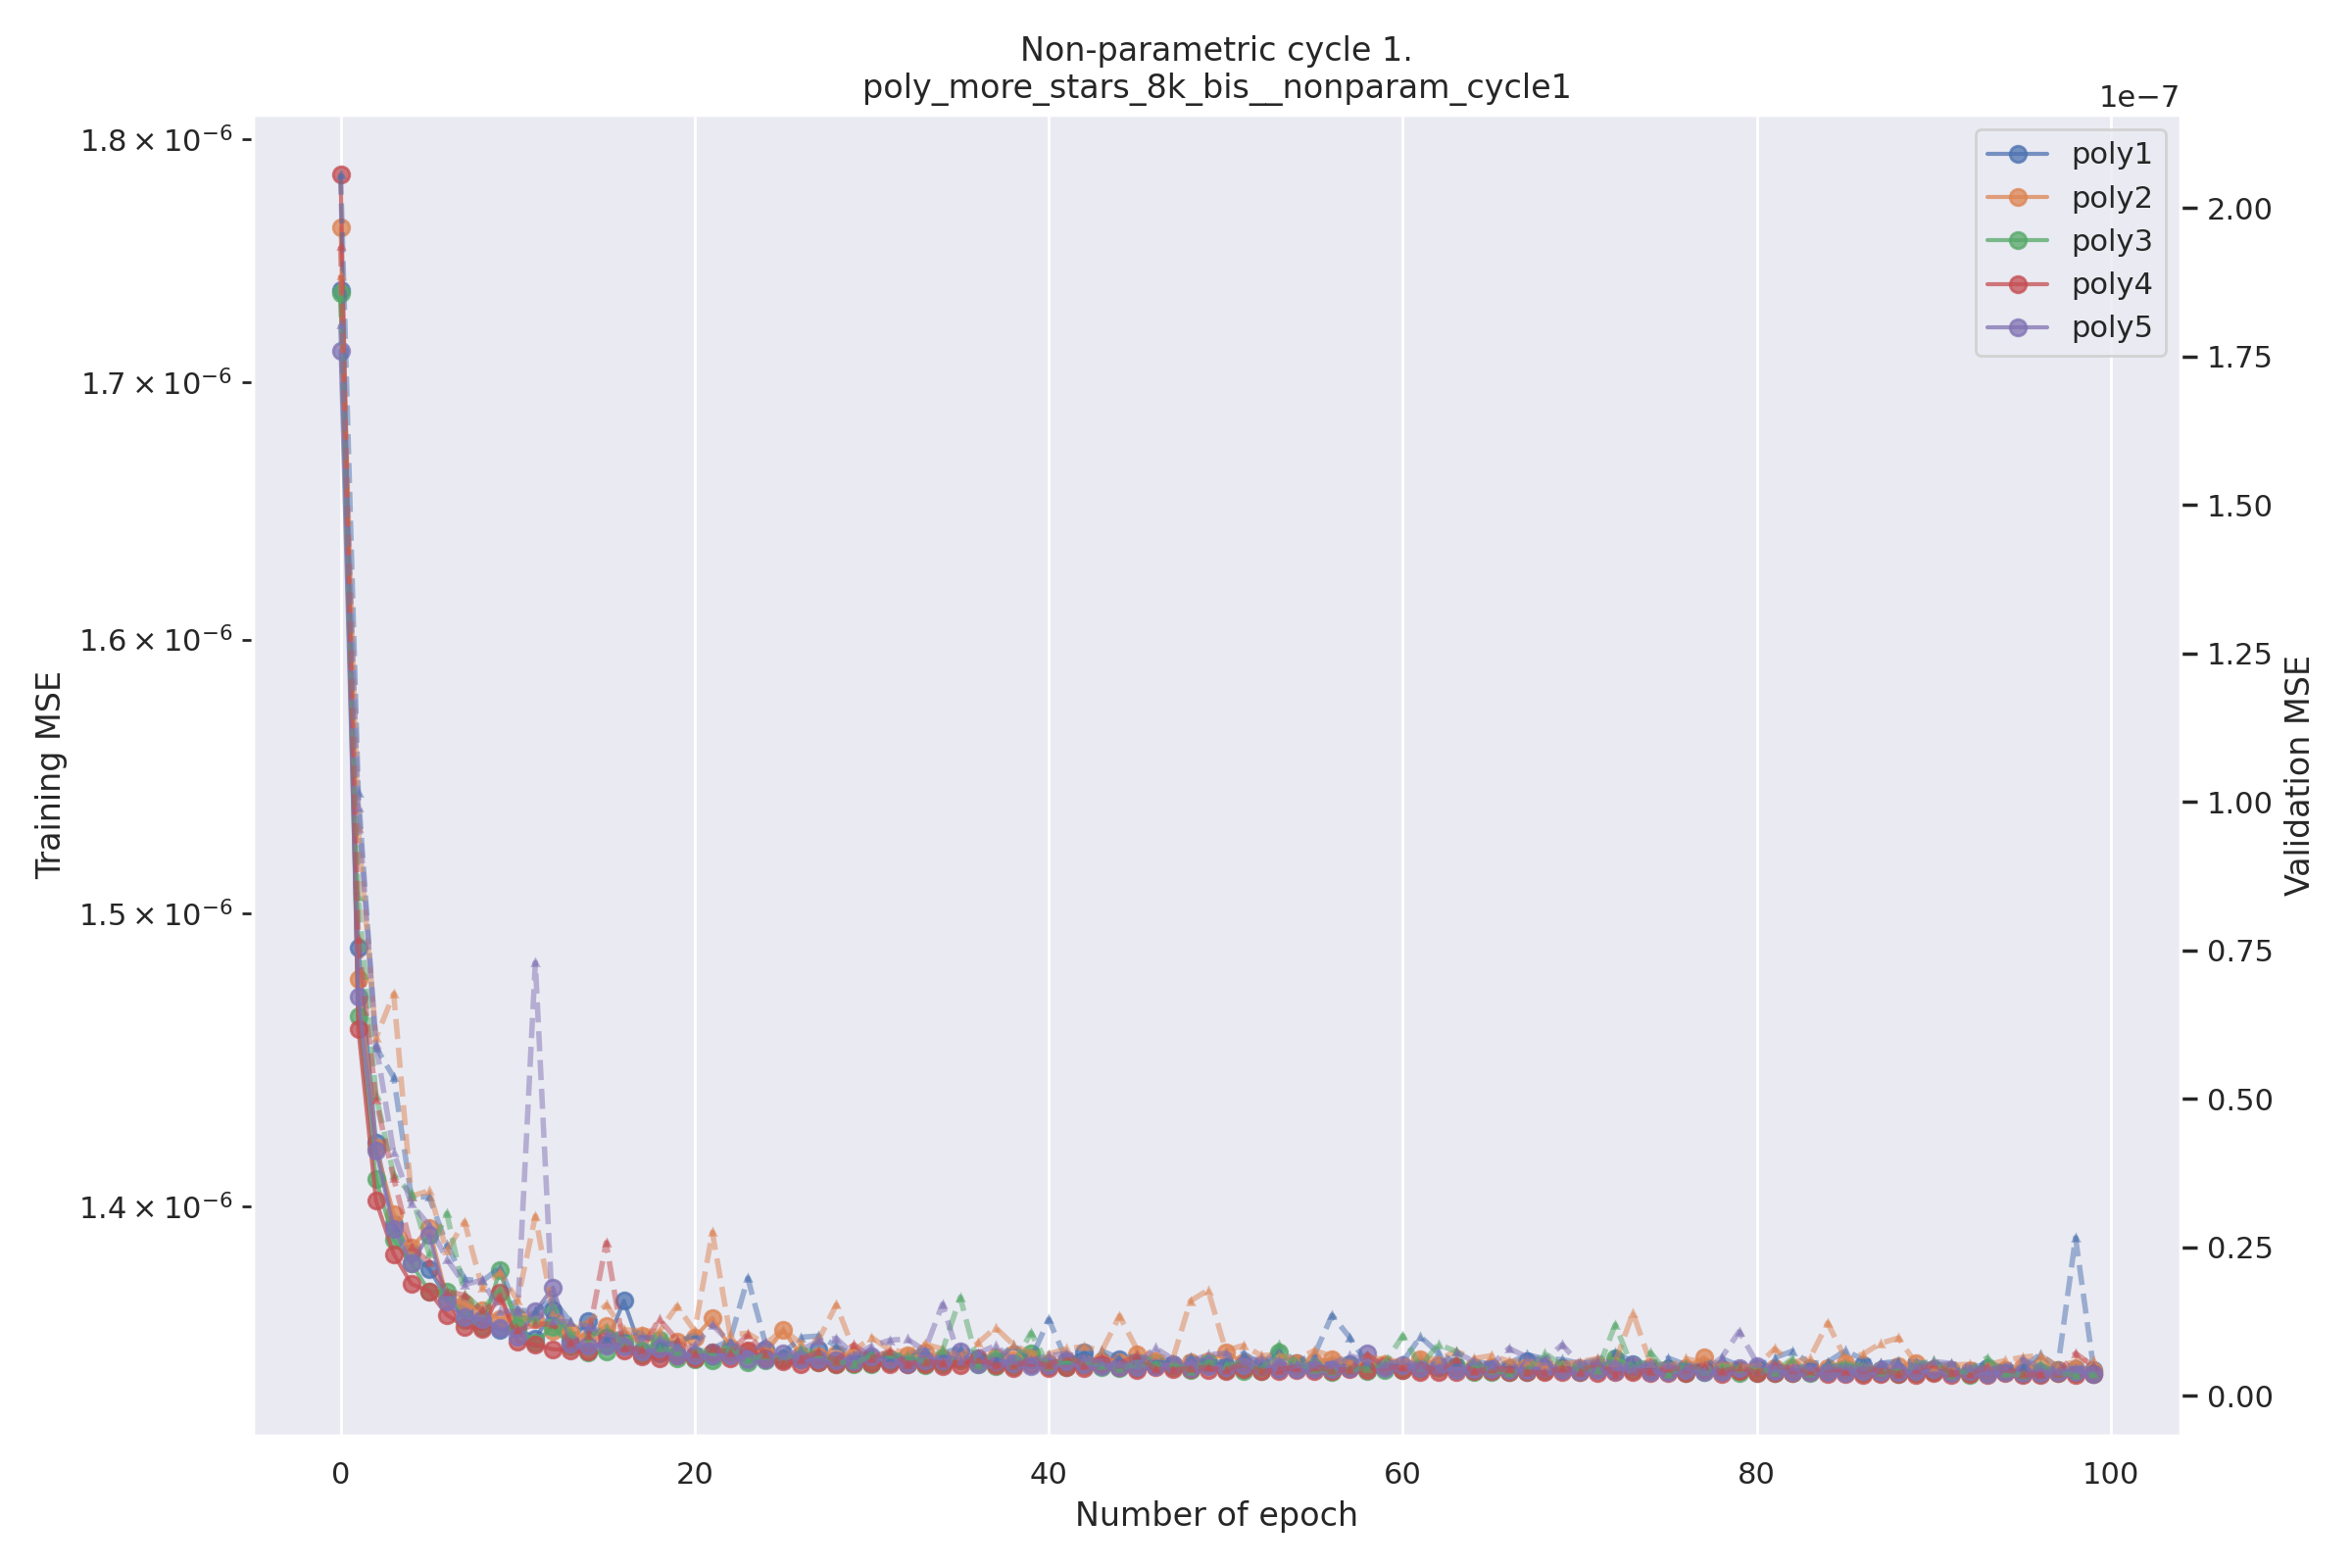 Non-parametric cycle 1.
poly_more_stars_8k_bis__nonparam_cycle1
1e−7
1.8 × 10⁻⁶
1.7 × 10⁻⁶
1.6 × 10⁻⁶
1.5 × 10⁻⁶
1.4 × 10⁻⁶
Training MSE
poly1
poly2
poly3
poly4
poly5
2.00
1.75
1.50
1.25
1.00
0.75
0.50
0.25
0.00
Validation MSE
0 20 40 60 80 100
Number of epoch